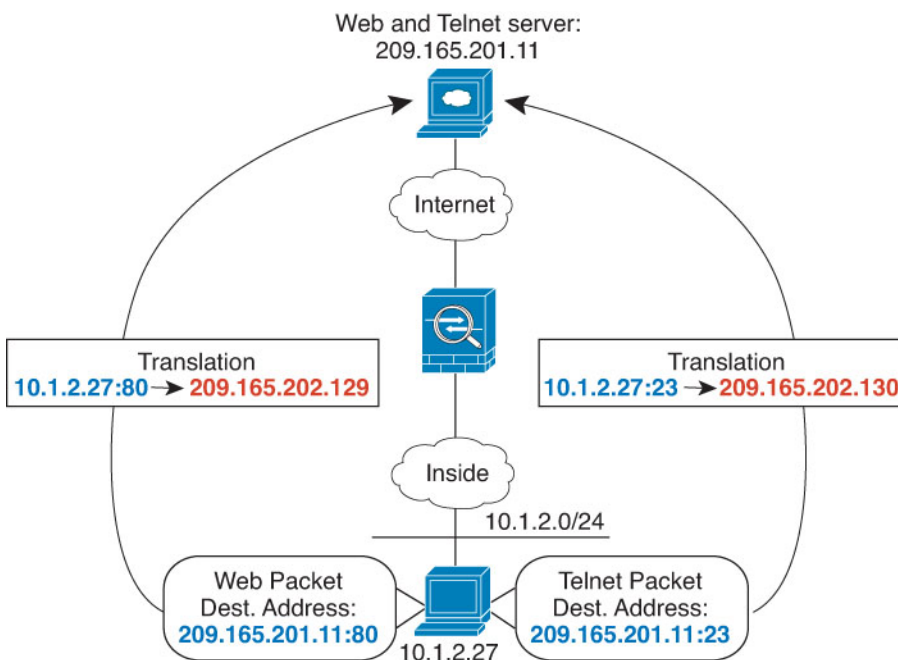 Web and Telnet server:
209.165.201.11
Internet
Translation
10.1.2.27:80 209.165.202.129
Translation
10.1.2.27:23 209.165.202.130
Inside
10.1.2.0/24
Web Packet
Dest. Address:
209.165.201.11:80
Telnet Packet
Dest. Address:
209.165.201.11:23
10.1.2.27